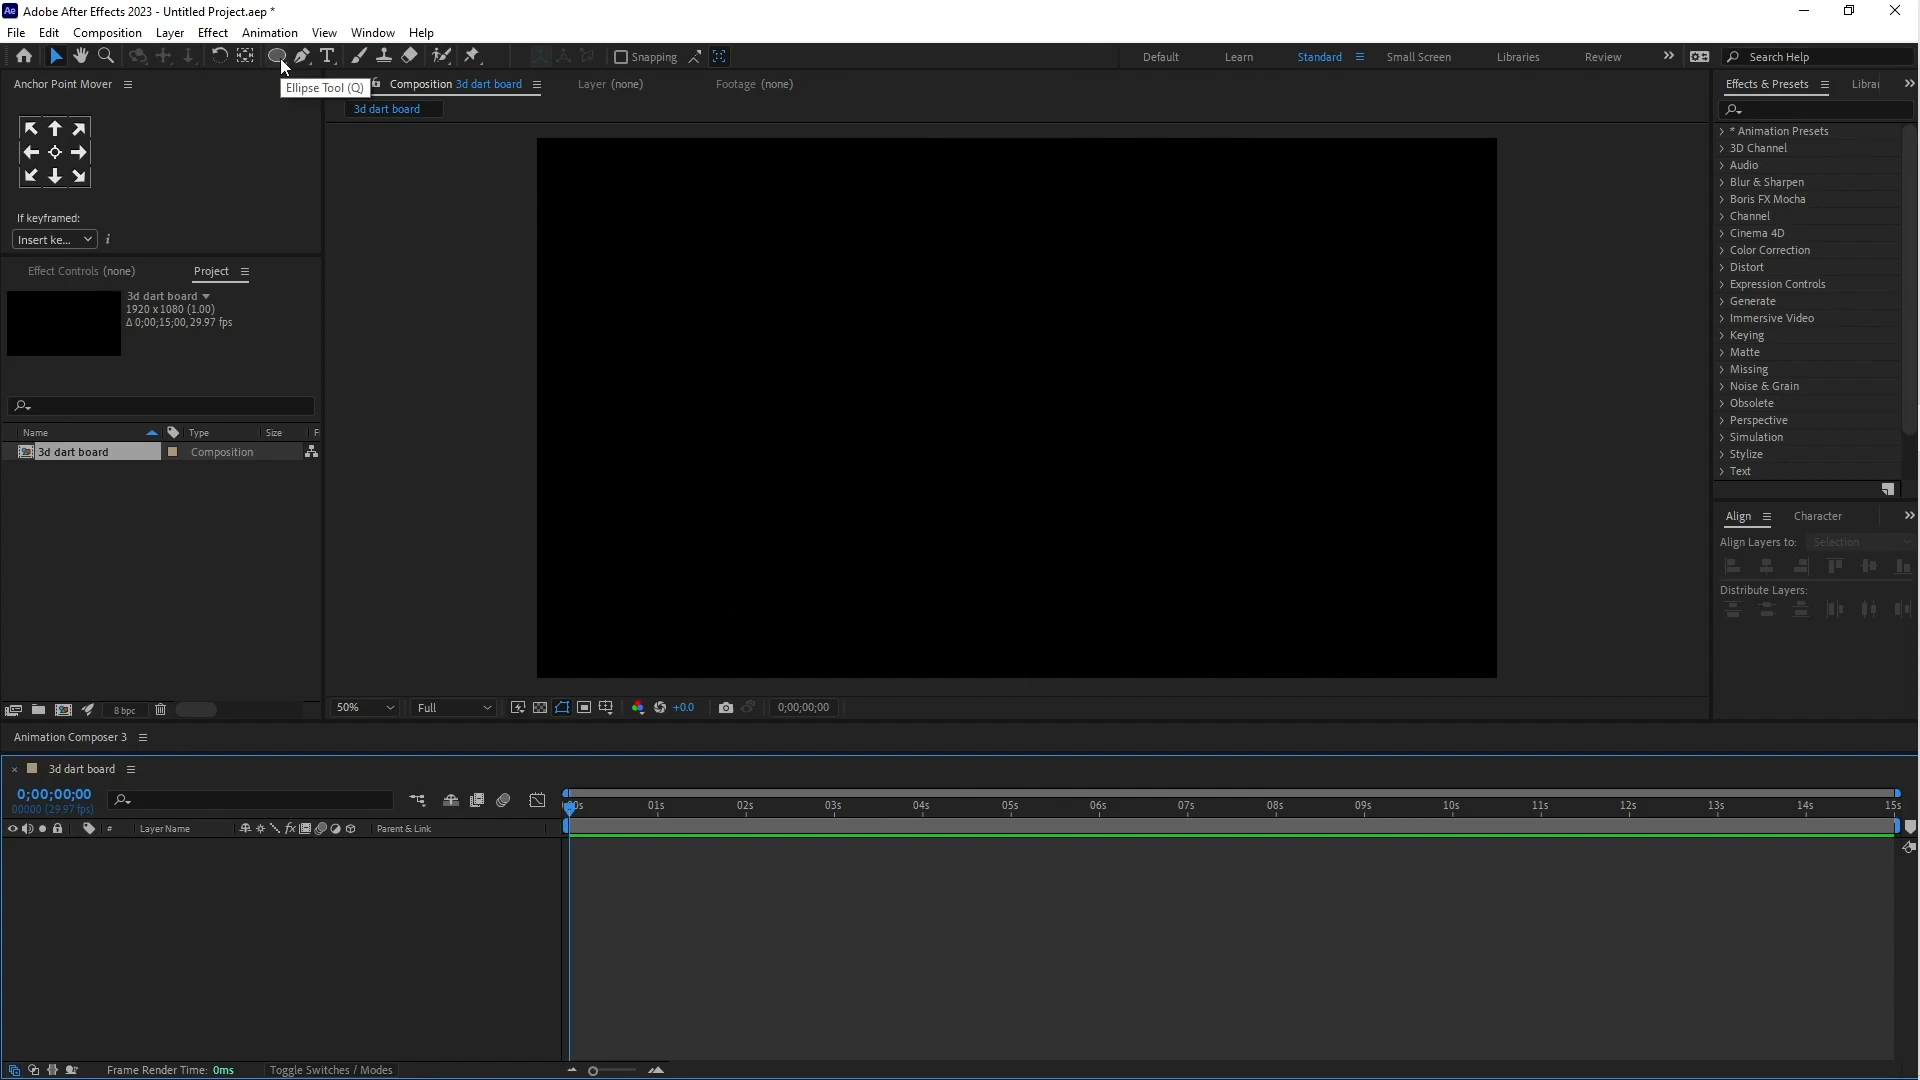 Ae Adobe After Effects 2023 - Untitled Project.aep *
File Edit Composition Layer Effect Animation View Window Help
Snapping Default Learn Standard Small Screen Libraries Review Search Help
Ellipse Tool (Q)
Anchor Point Mover
Composition 3d dart board Layer (none) Footage (none)
3d dart board
If keyframed:
Insert ke...
Effect Controls (none) Project
3d dart board
1920 x 1080 (1.00)
Δ 0;00;15;00, 29.97 fps
Name Type Size F
3d dart board Composition
8 bpc
50% Full +0.0 0;00;00;00
Effects & Presets Librar
* Animation Presets
3D Channel
Audio
Blur & Sharpen
Boris FX Mocha
Channel
Cinema 4D
Color Correction
Distort
Expression Controls
Generate
Immersive Video
Keying
Matte
Missing
Noise & Grain
Obsolete
Perspective
Simulation
Stylize
Text
Align Character
Align Layers to: Selection
Distribute Layers:
Animation Composer 3
3d dart board
0;00;00;00
00000 (29.97 fps)
01s 02s 03s 04s 05s 06s 07s 08s 09s 10s 11s 12s 13s 14s 15s
# Layer Name fx Parent & Link
Frame Render Time: 0ms Toggle Switches / Modes